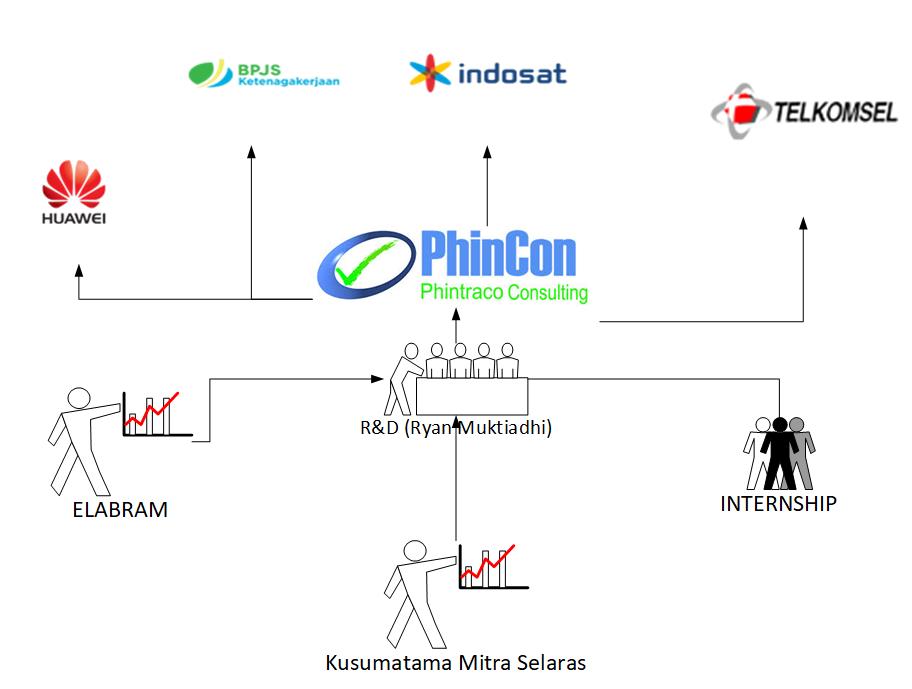 BPJS
Ketenagakerjaan
indosat
TELKOMSEL
HUAWEI
PhinCon
Phintraco Consulting
R&D (Ryan Muktiadhi)
ELABRAM
INTERNSHIP
Kusumatama Mitra Selaras